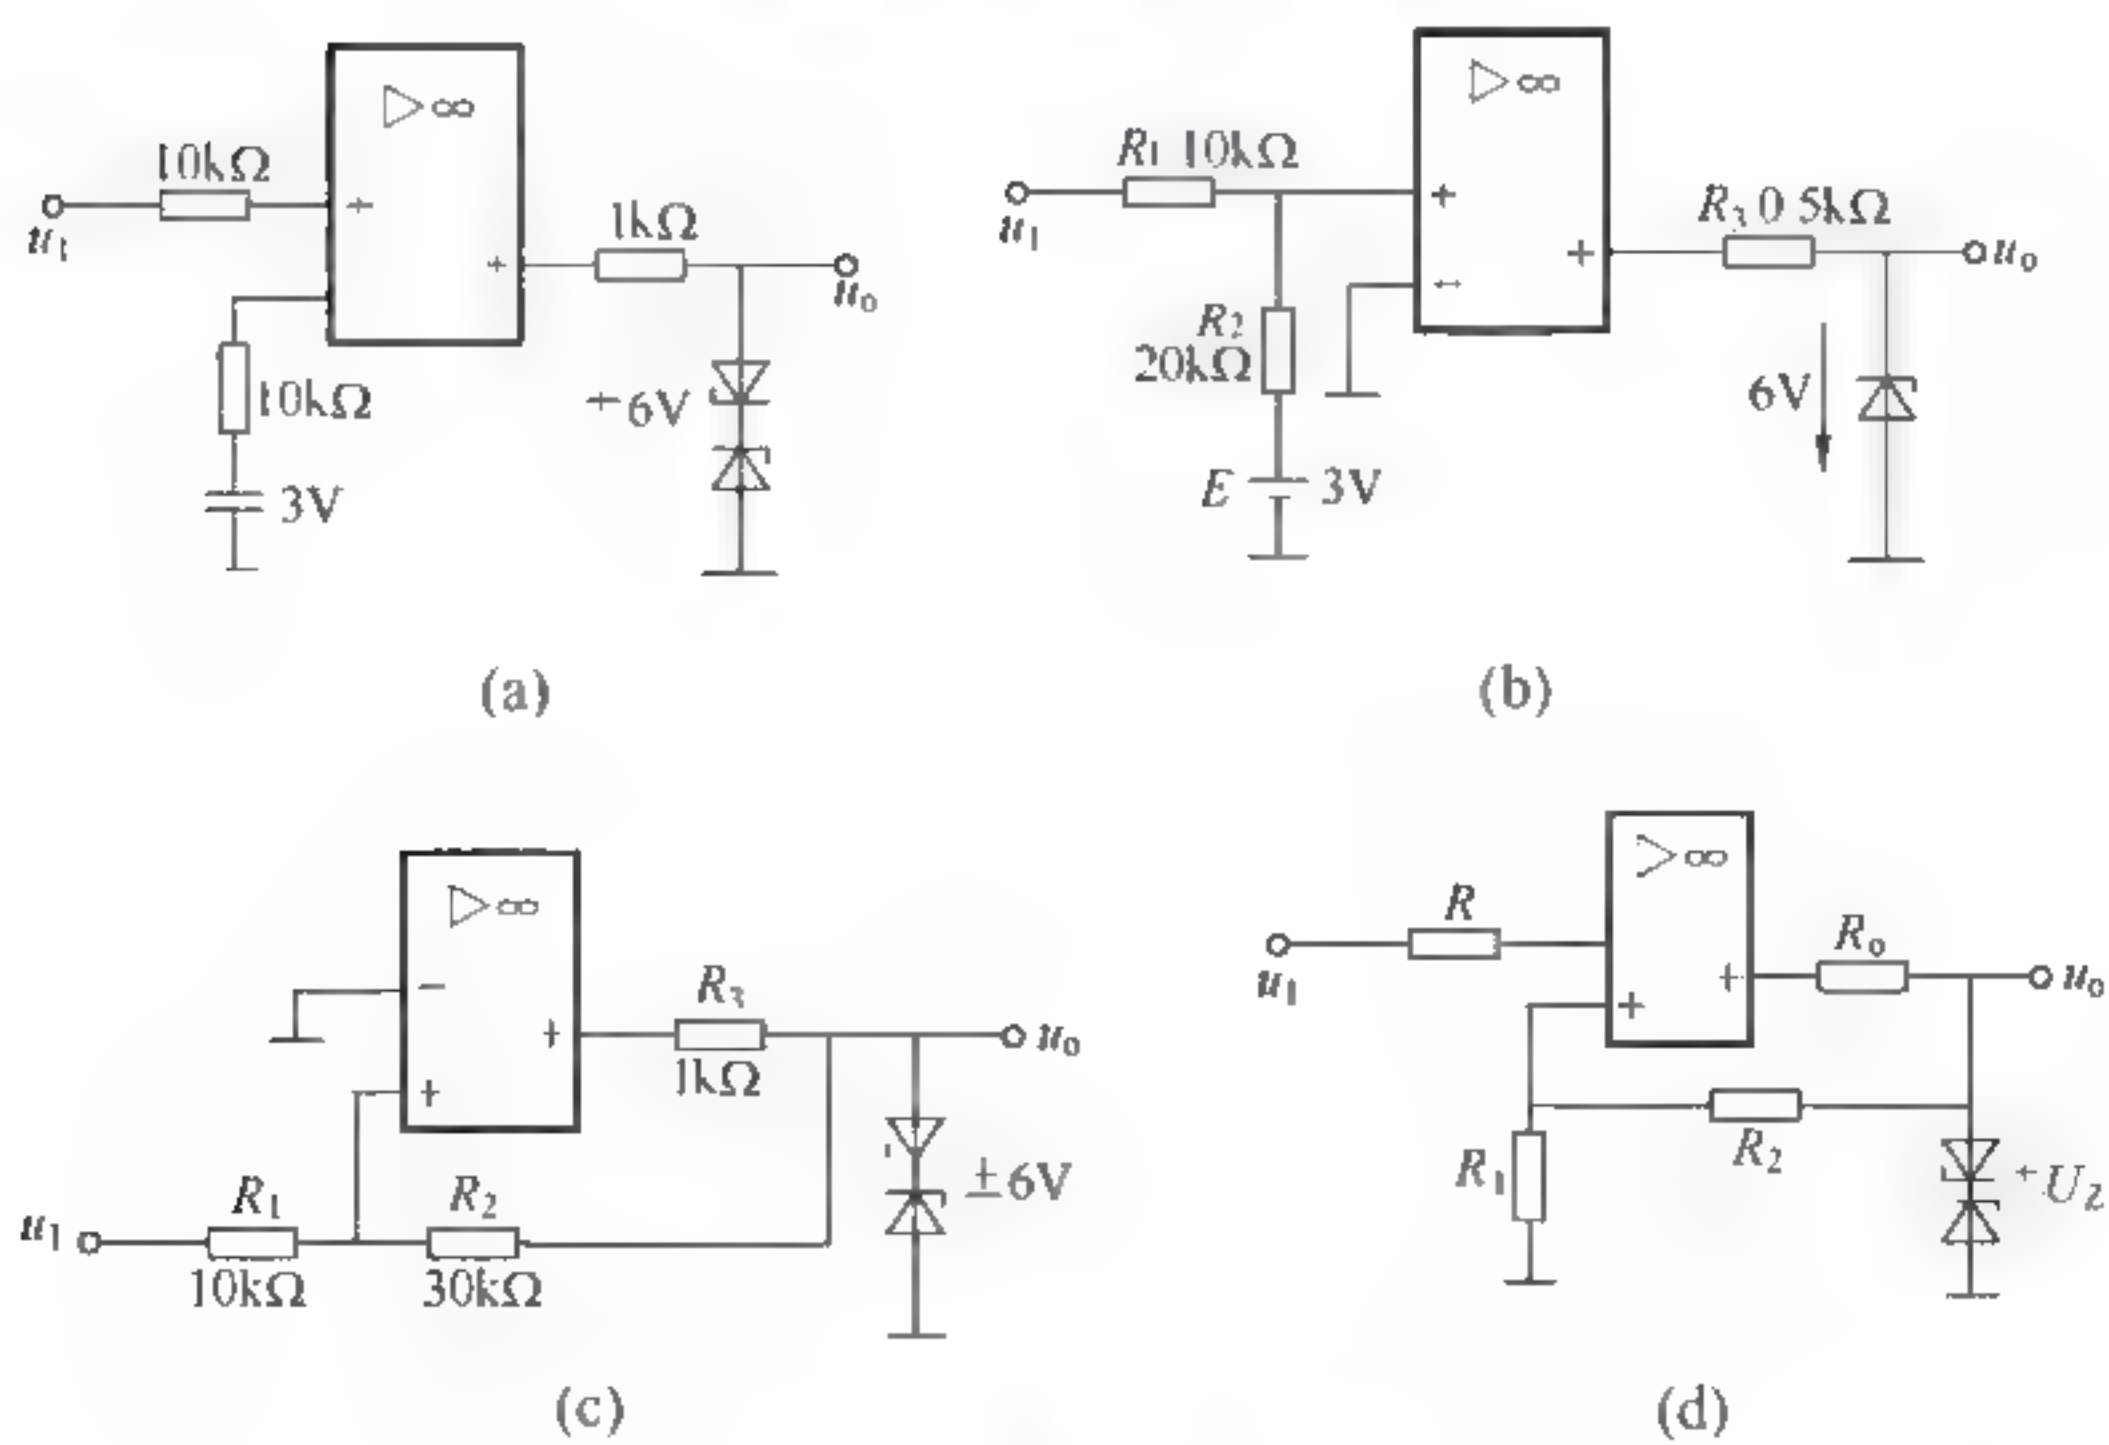 ▷∞
10kΩ
u₁
+
+
1kΩ
uₒ
10kΩ
3V
6V
(a)
▷∞
R₁ 10kΩ
u₁
+
+
R₃ 0 5kΩ
uₒ
R₂
20kΩ
E
3V
6V
(b)
▷∞
−
+
+
R₃
1kΩ
uₒ
±6V
u₁
R₁
10kΩ
R₂
30kΩ
(c)
▷∞
R
u₁
+
+
Rₒ
uₒ
R₂
R₁
U_Z
(d)